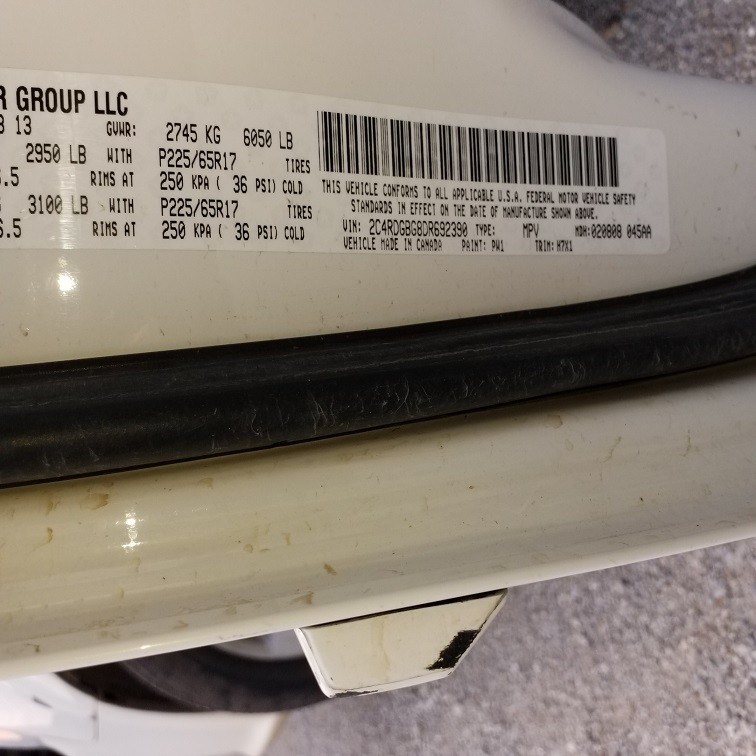 R GROUP LLC
B 13 GVWR: 2745 KG 6050 LB
2950 LB WITH P225/65R17 TIRES
6.5 RIMS AT 250 KPA ( 36 PSI) COLD
3100 LB WITH P225/65R17 TIRES
6.5 RIMS AT 250 KPA ( 36 PSI) COLD
THIS VEHICLE CONFORMS TO ALL APPLICABLE U.S.A. FEDERAL MOTOR VEHICLE SAFETY
STANDARDS IN EFFECT ON THE DATE OF MANUFACTURE SHOWN ABOVE.
VIN: 2C4RDGBG8DR692390 TYPE: MPV MDH:020808 045AA
VEHICLE MADE IN CANADA PAINT: PW1 TRIM: H7X1